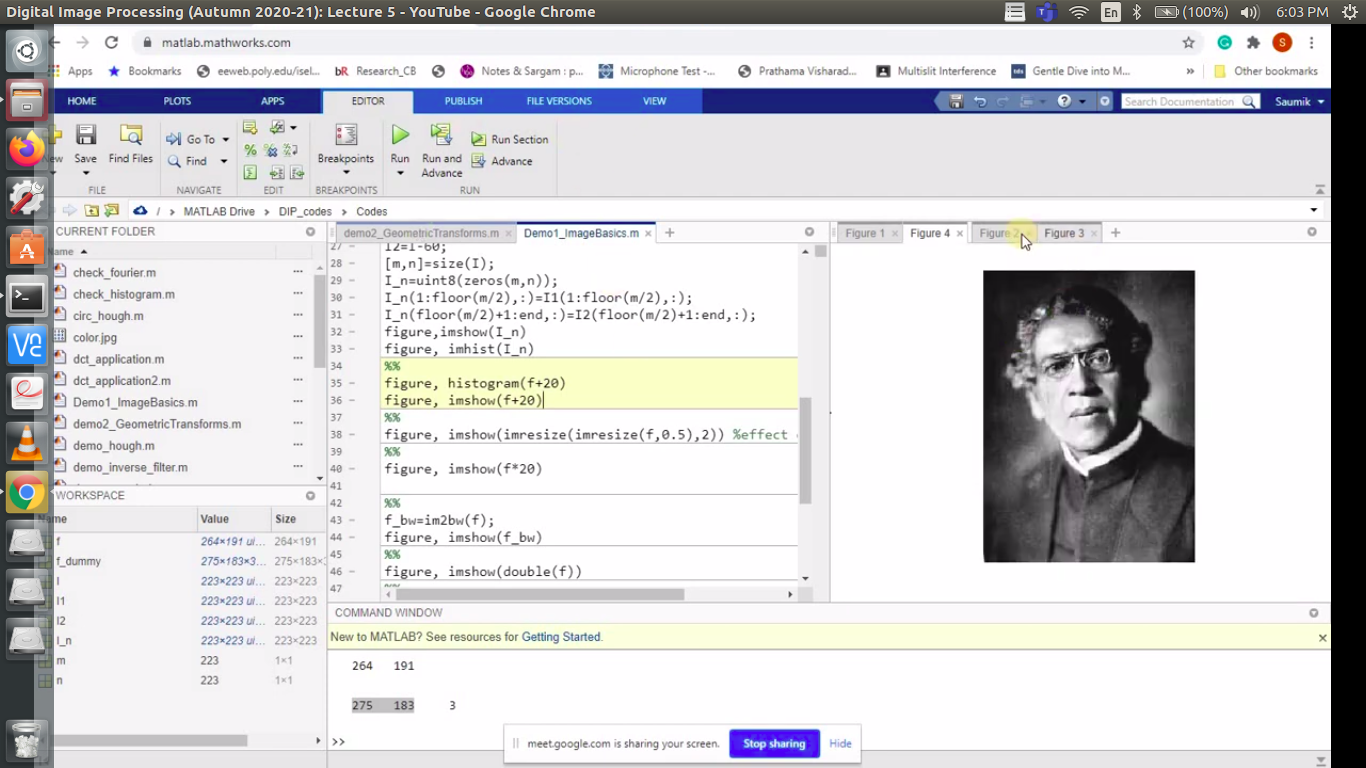 Digital Image Processing (Autumn 2020-21): Lecture 5 - YouTube - Google Chrome
En (100%) 6:03 PM
matlab.mathworks.com S
Apps Bookmarks eeweb.poly.edu/isel... bR Research_CB Notes & Sargam : p... Microphone Test -... Prathama Visharad... Multislit Interference Gentle Dive into M... » Other bookmarks
HOME PLOTS APPS EDITOR PUBLISH FILE VERSIONS VIEW Search Documentation Saumik
New Save Find Files Go To Find Breakpoints Run Run and Advance Run Section Advance
FILE NAVIGATE EDIT BREAKPOINTS RUN
/ MATLAB Drive DIP_codes Codes
CURRENT FOLDER
Name
check_fourier.m
check_histogram.m
circ_hough.m
color.jpg
dct_application.m
dct_application2.m
Demo1_ImageBasics.m
demo2_GeometricTransforms.m
demo_hough.m
demo_inverse_filter.m
WORKSPACE
Name Value Size
f 264×191 ui... 264×191
f_dummy 275×183×3... 275×183×
I 223×223 ui... 223×223
I1 223×223 ui... 223×223
I2 223×223 ui... 223×223
I_n 223×223 ui... 223×223
m 223 1×1
n 223 1×1
demo2_GeometricTransforms.m × Demo1_ImageBasics.m × +
27 I2=I-60;
28 - [m,n]=size(I);
29 - I_n=uint8(zeros(m,n));
30 - I_n(1:floor(m/2),:)=I1(1:floor(m/2),:);
31 - I_n(floor(m/2)+1:end,:)=I2(floor(m/2)+1:end,:);
32 - figure,imshow(I_n)
33 - figure, imhist(I_n)
34 %%
35 - figure, histogram(f+20)
36 - figure, imshow(f+20)
37 %%
38 - figure, imshow(imresize(imresize(f,0.5),2)) %effect
39 %%
40 - figure, imshow(f*20)
41
42 %%
43 - f_bw=im2bw(f);
44 - figure, imshow(f_bw)
45 %%
46 - figure, imshow(double(f))
47 %%
Figure 1 × Figure 4 × Figure 2 Figure 3 × +
COMMAND WINDOW
New to MATLAB? See resources for Getting Started. ×
264 191
275 183 3
>>
meet.google.com is sharing your screen. Stop sharing Hide